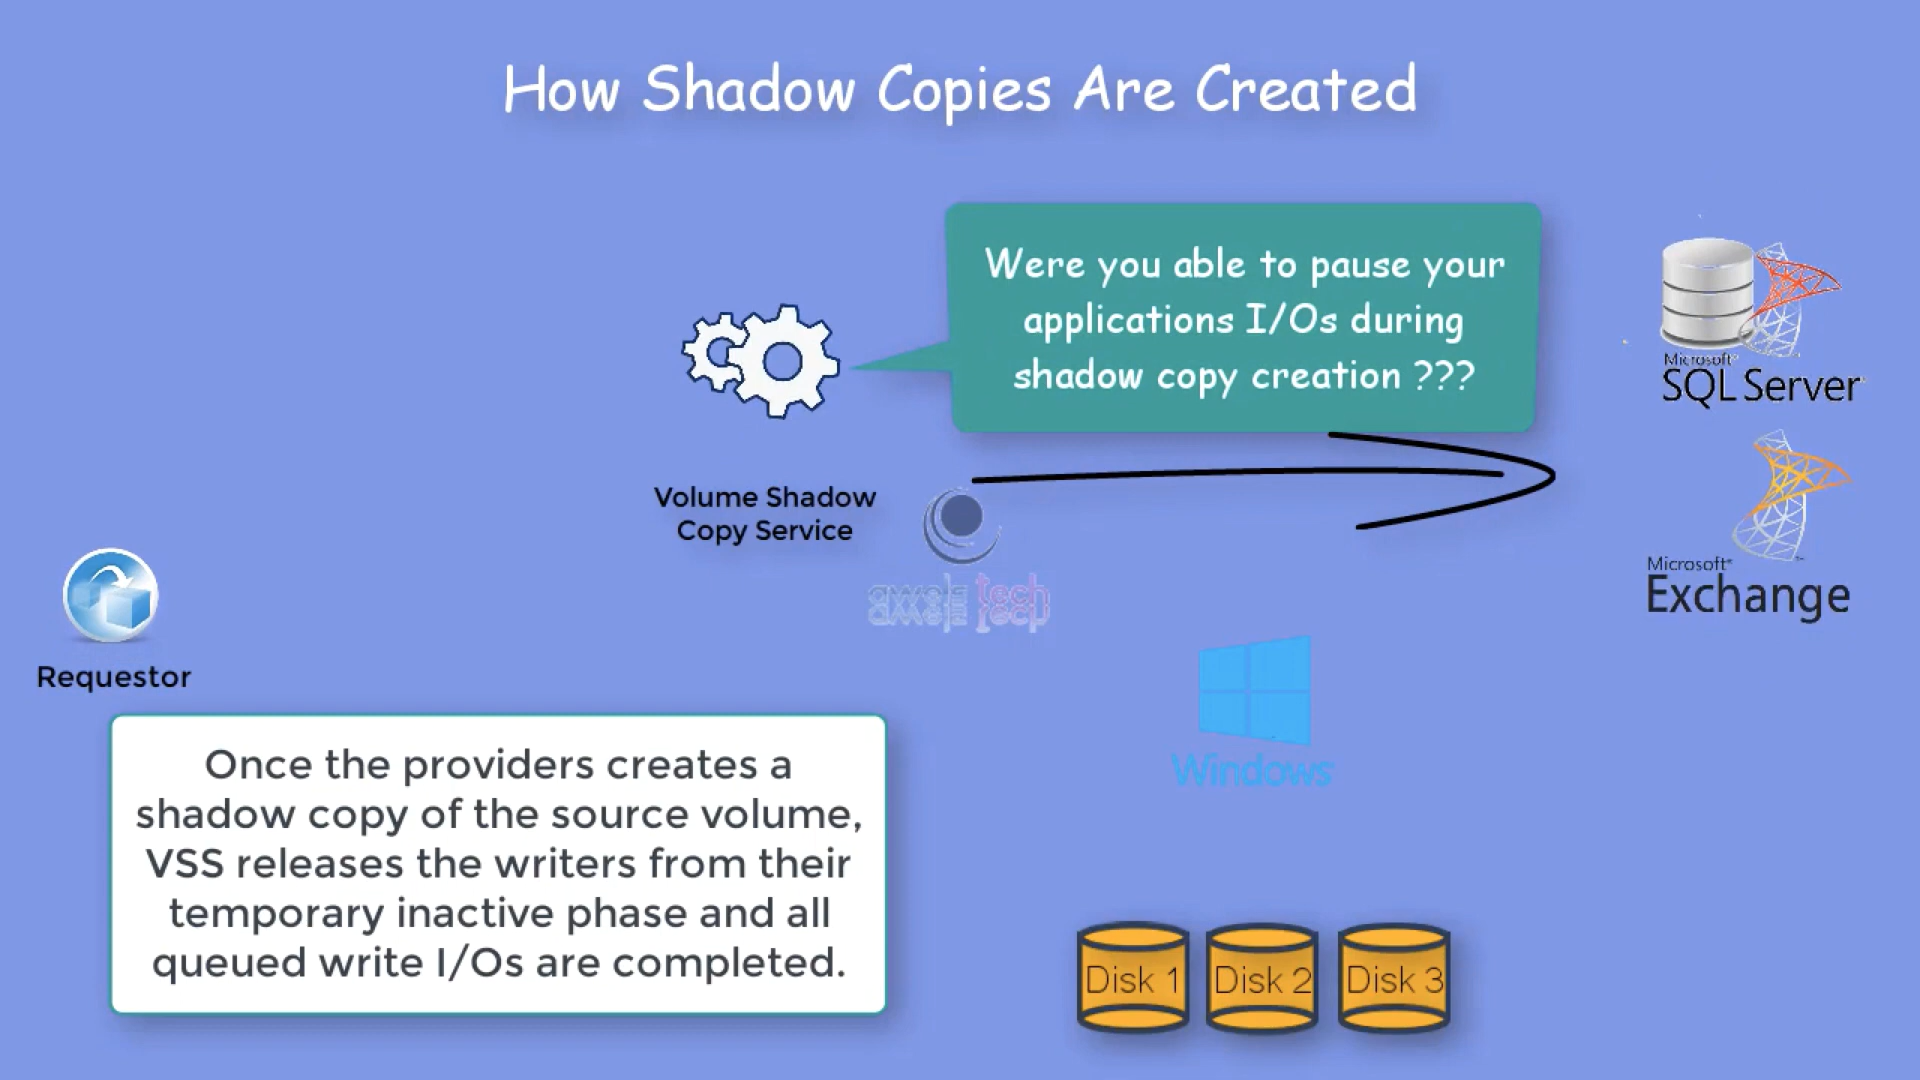 How Shadow Copies Are Created
Were you able to pause your
applications I/Os during
shadow copy creation ???
Microsoft
SQL Server
Volume Shadow
Copy Service
awais tech
Microsoft
Exchange
Requestor
Windows
Once the providers creates a
shadow copy of the source volume,
VSS releases the writers from their
temporary inactive phase and all
queued write I/Os are completed.
Disk 1
Disk 2
Disk 3